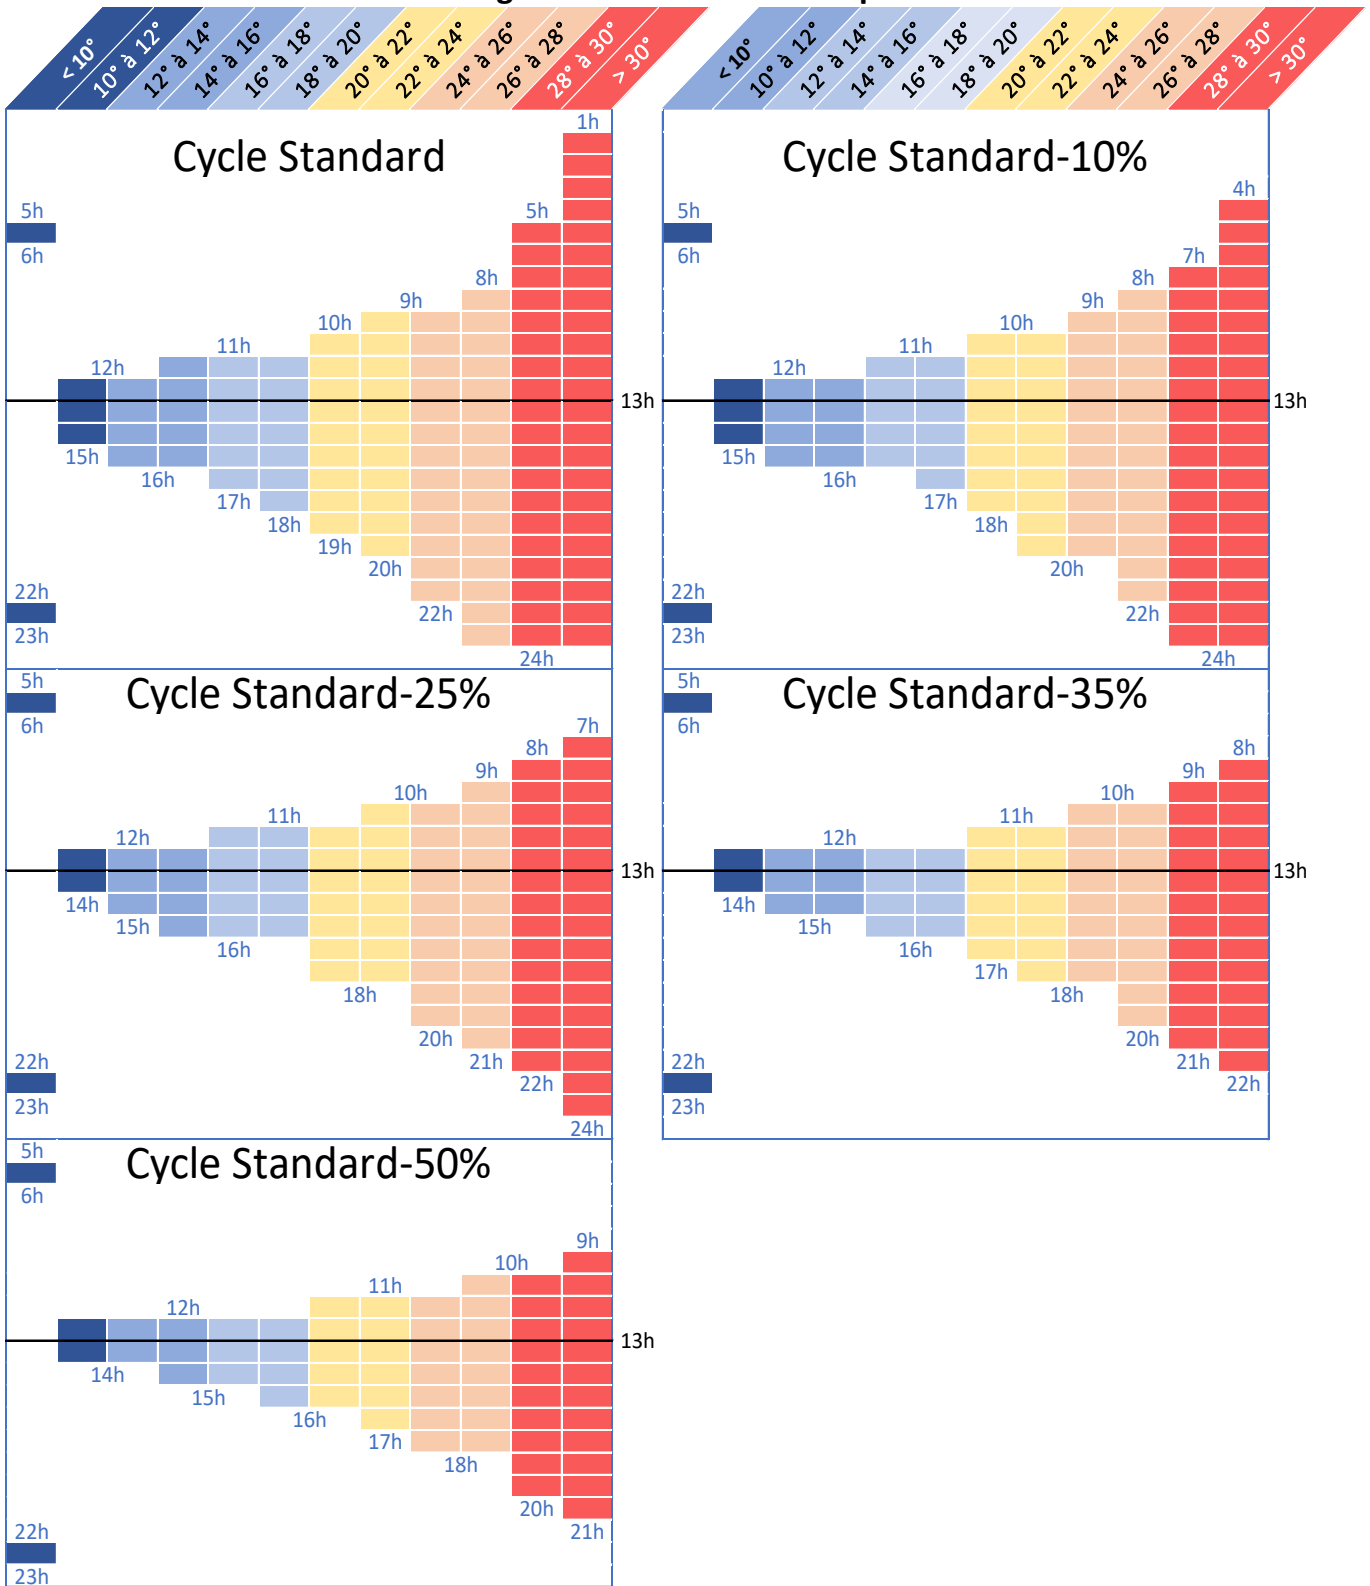 < 10° 10° à 12° 12° à 14° 14° à 16° 16° à 18° 18° à 20° 20° à 22° 22° à 24° 24° à 26° 26° à 28° 28° à 30° > 30°
< 10° 10° à 12° 12° à 14° 14° à 16° 16° à 18° 18° à 20° 20° à 22° 22° à 24° 24° à 26° 26° à 28° 28° à 30° > 30°
Cycle Standard
1h
5h 5h
6h
8h
9h
10h
11h
12h
13h
15h
16h
17h
18h
19h
20h
22h 22h
23h
24h
Cycle Standard-10%
4h
5h
6h
7h
8h
9h
10h
11h
12h
13h
15h
16h
17h
18h
20h
22h 22h
23h
24h
Cycle Standard-25%
5h
6h
7h
8h
9h
10h
11h
12h
13h
14h
15h
16h
18h
20h
21h
22h 22h
23h
24h
Cycle Standard-35%
5h
6h
8h
9h
10h
11h
12h
13h
14h
15h
16h
17h
18h
20h
21h
22h 22h
23h
Cycle Standard-50%
5h
6h
9h
10h
11h
12h
13h
14h
15h
16h
17h
18h
20h
21h
22h
23h